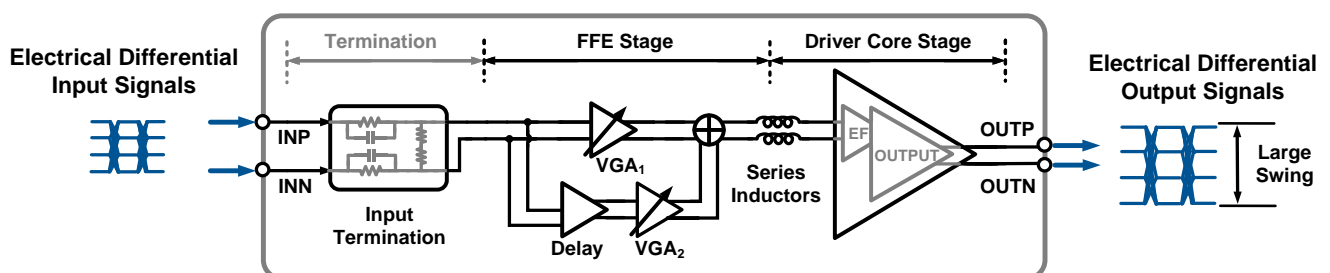 Termination
FFE Stage
Driver Core Stage
Electrical Differential
Input Signals
Electrical Differential
Output Signals
INP
INN
Input
Termination
VGA1
Delay
VGA2
Series
Inductors
EF
OUTPUT
OUTP
OUTN
Large
Swing